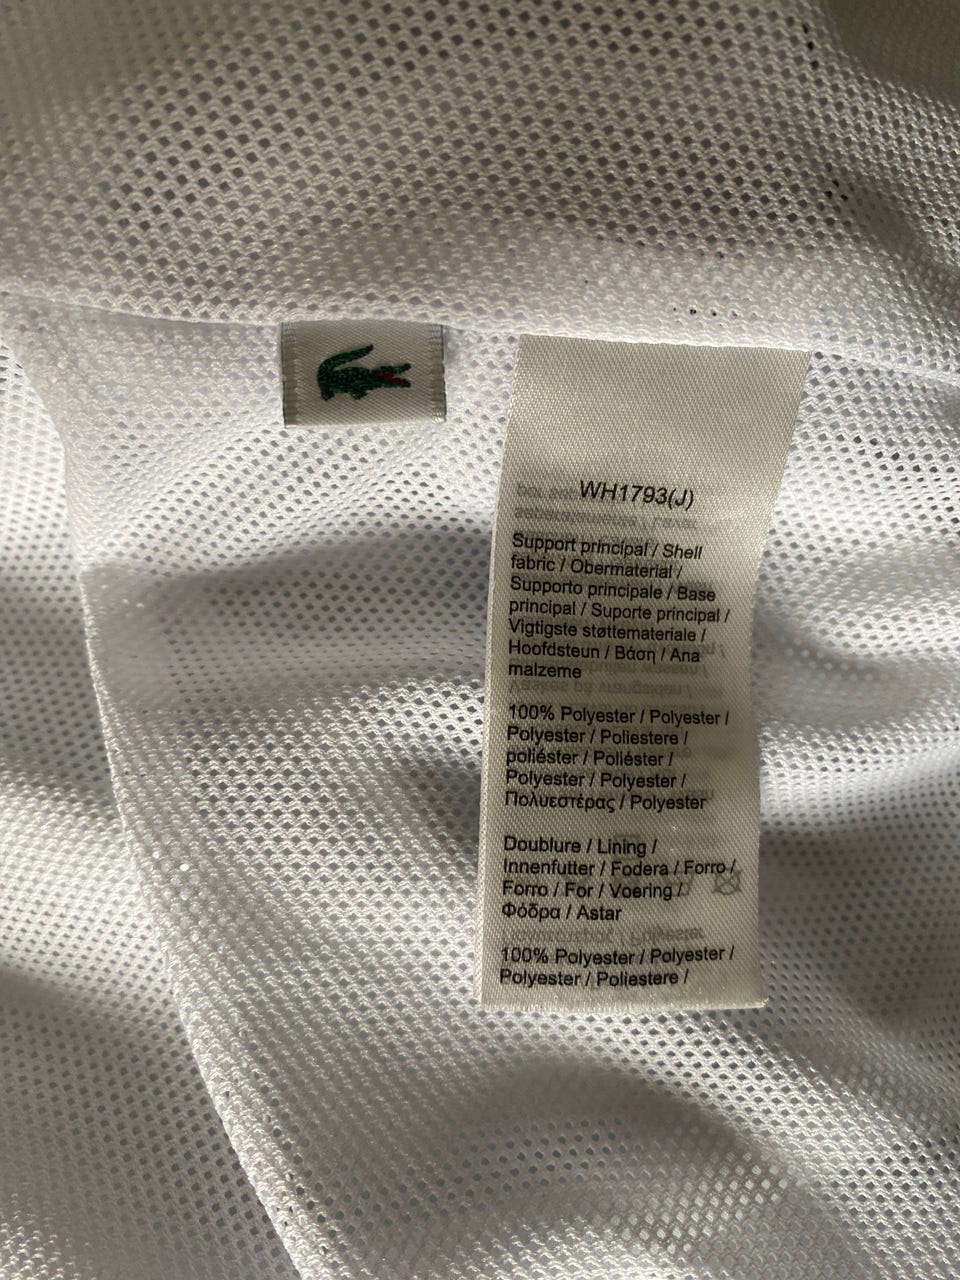 WH1793(J)
Support principal / Shell
fabric / Obermaterial /
Supporto principale / Base
principal / Suporte principal /
Vigtigste støttemateriale /
Hoofdsteun / Βάση / Ana
malzeme
100% Polyester / Polyester /
Polyester / Poliestere /
poliéster / Poliéster /
Polyester / Polyester /
Πολυεστέρας / Polyester
Doublure / Lining /
Innenfutter / Fodera / Forro /
Forro / For / Voering /
Φόδρα / Astar
100% Polyester / Polyester /
Polyester / Poliestere /